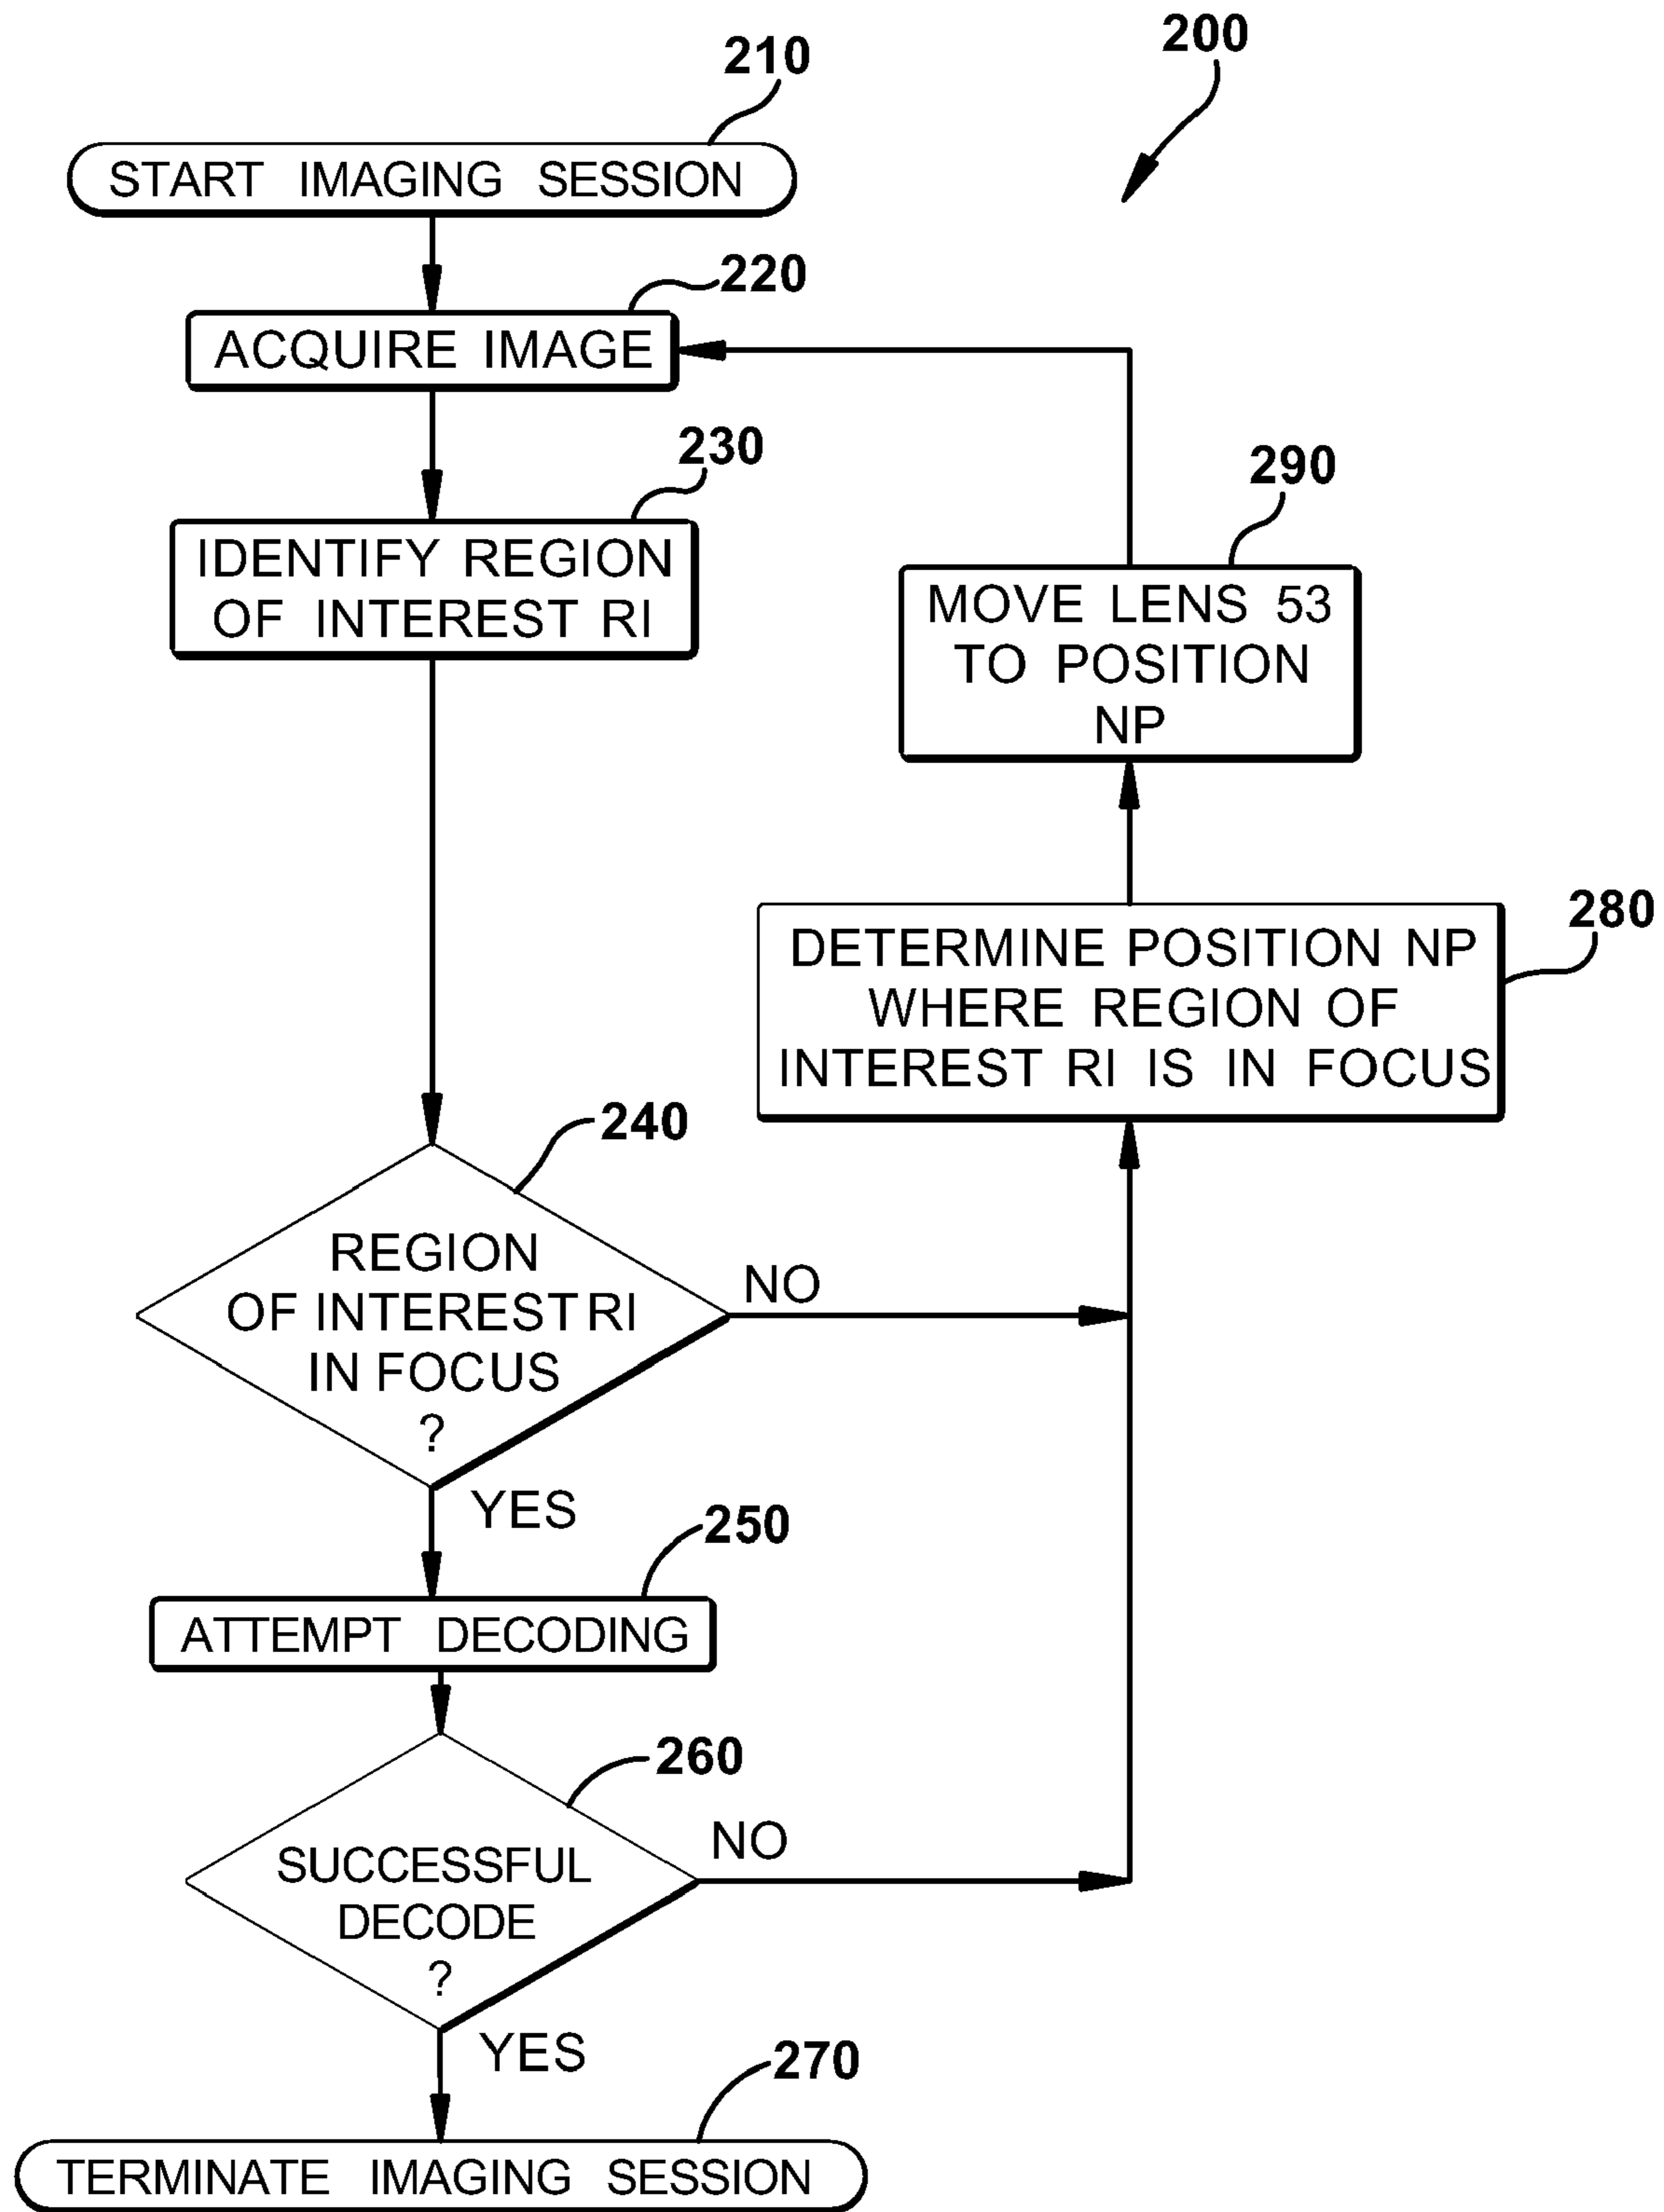 200
210
START IMAGING SESSION
220
ACQUIRE IMAGE
230
IDENTIFY REGION
OF INTEREST RI
290
MOVE LENS 53
TO POSITION
NP
280
DETERMINE POSITION NP
WHERE REGION OF
INTEREST RI IS IN FOCUS
240
REGION
OF INTEREST RI
IN FOCUS
?
NO
YES
250
ATTEMPT DECODING
260
SUCCESSFUL
DECODE
?
NO
YES
270
TERMINATE IMAGING SESSION